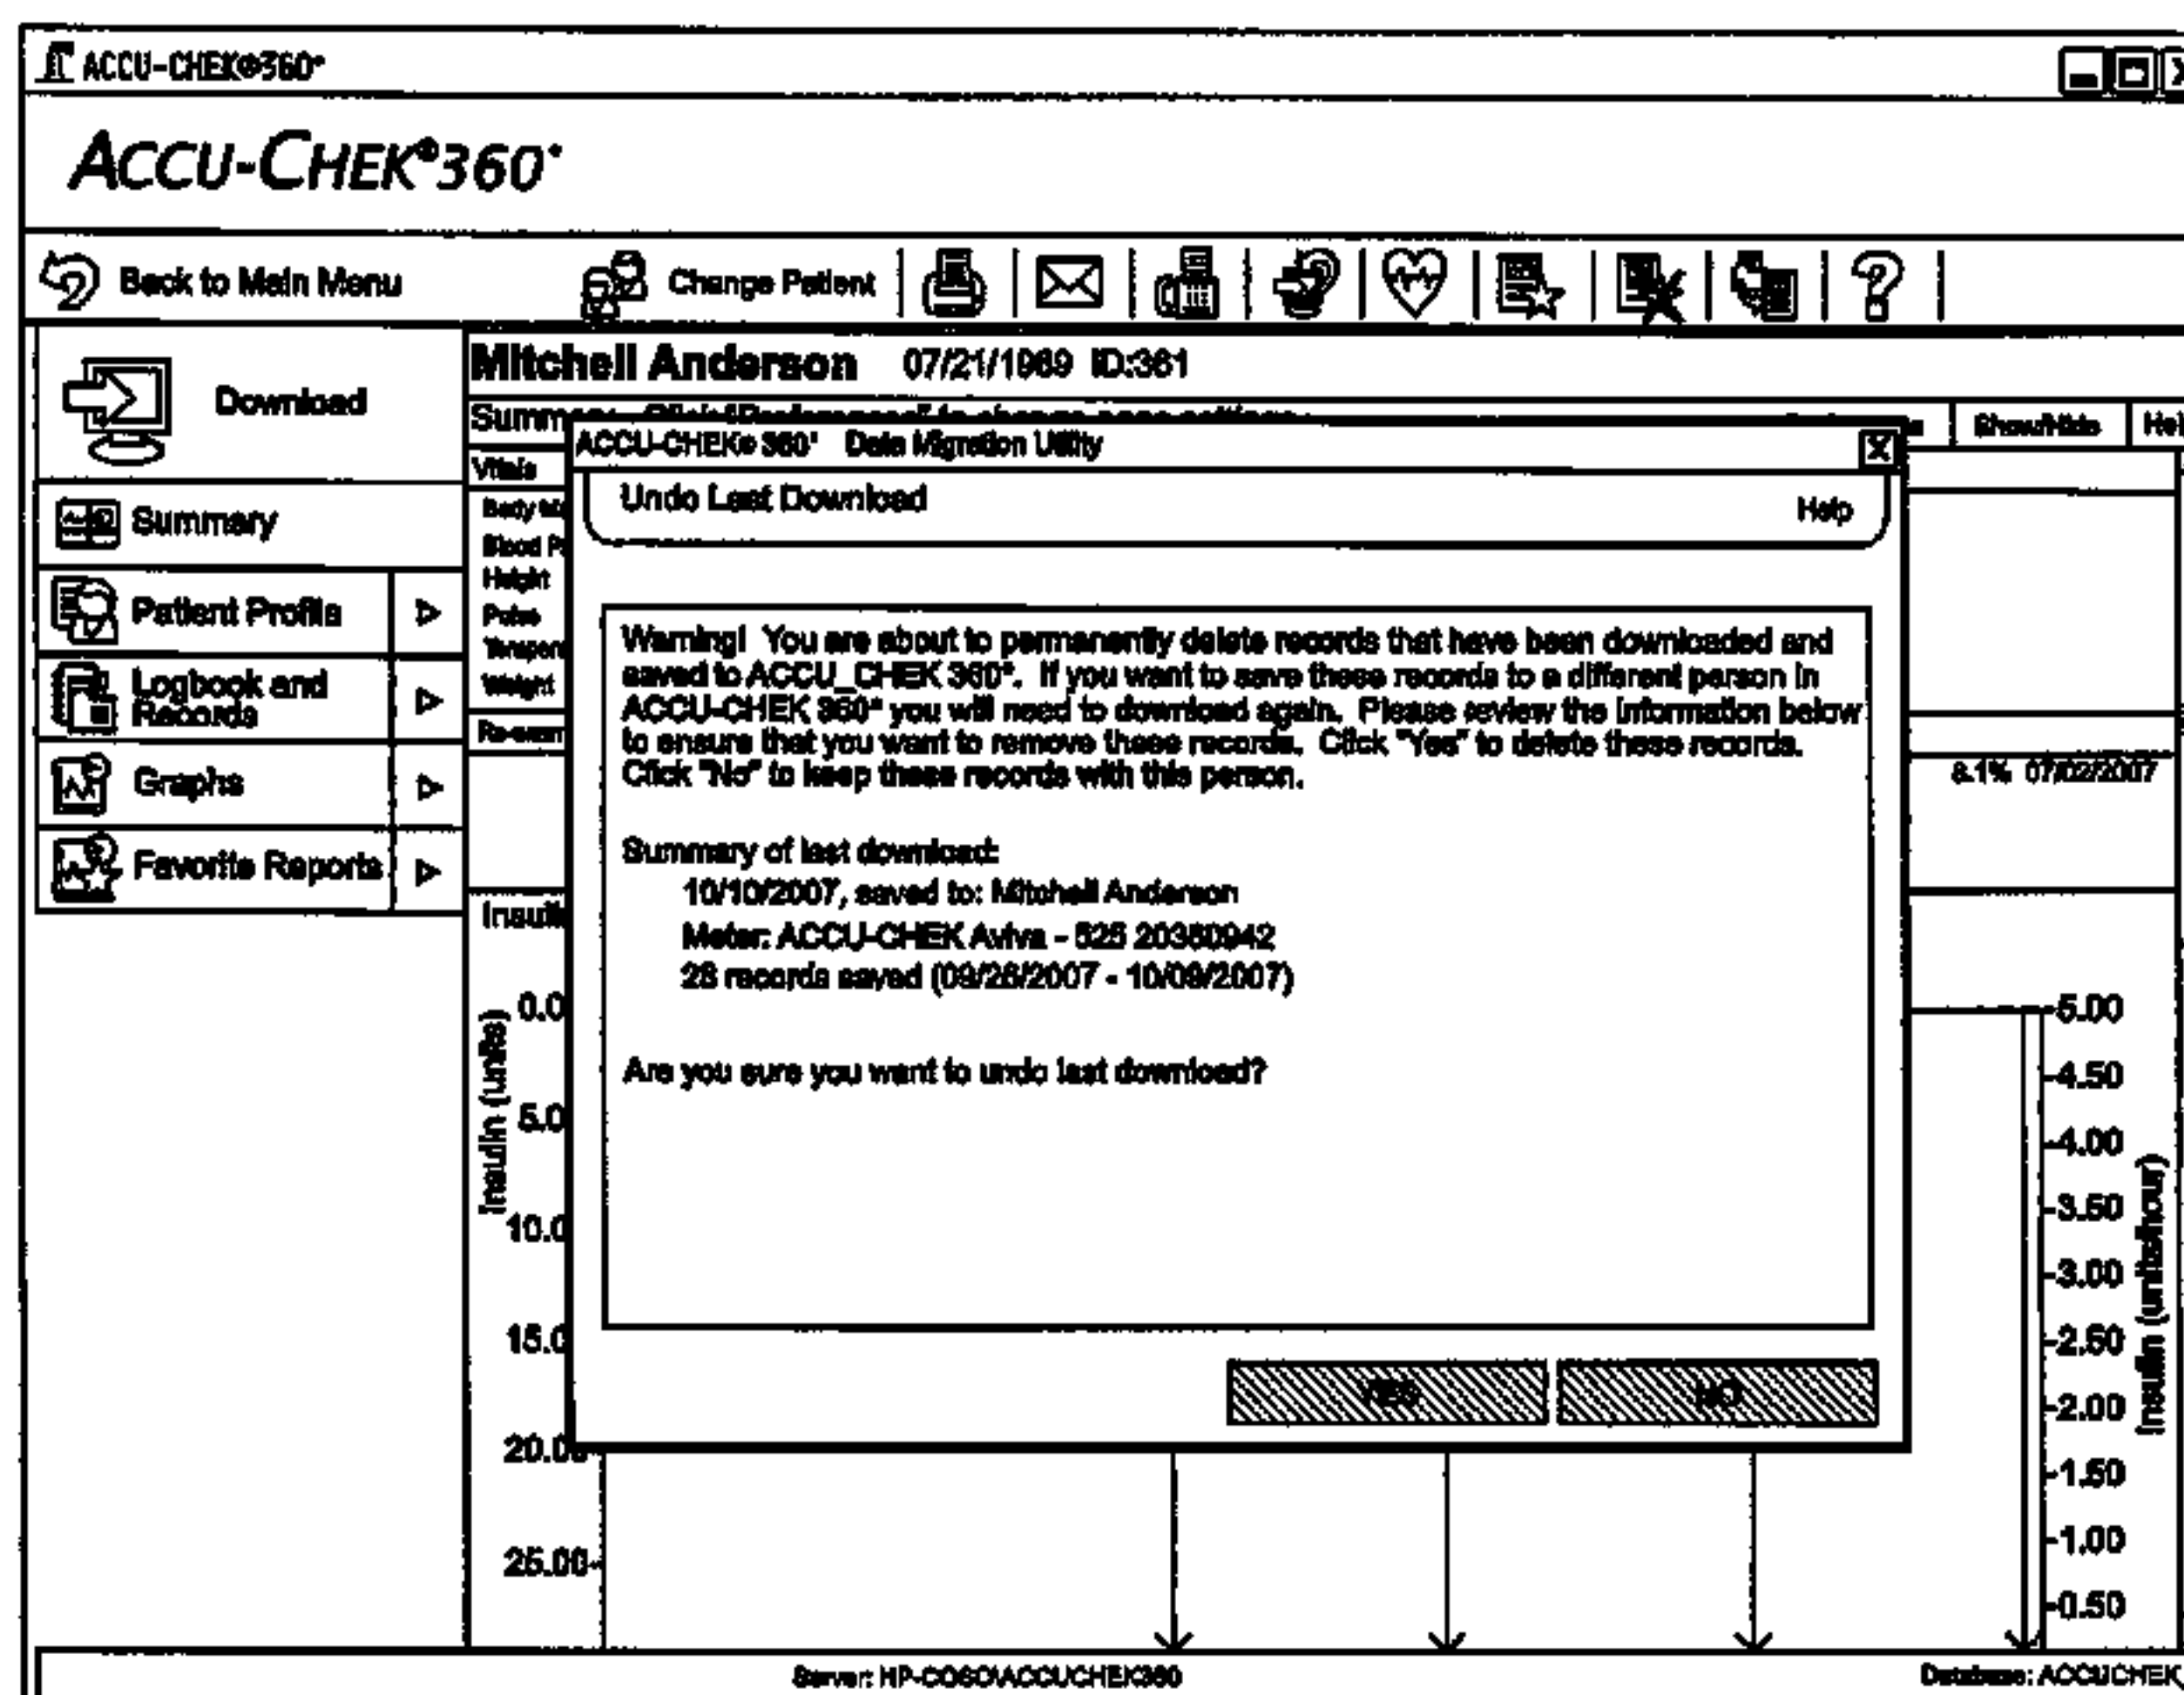 ACCU-CHEK®360°
ACCU-CHEK®360°
Back to Main Menu
Change Patient
Download
Mitchell Anderson 07/21/1969 ID:361
Show/Hide
Summary
Vitals
Height
Pulse
Weight
Patient Profile
Logbook and
Records
Graphs
Favorite Reports
ACCU-CHEK® 360° Data Migration Utility
Undo Last Download
Help
Warning! You are about to permanently delete records that have been downloaded and
saved to ACCU_CHEK 360°. If you want to save these records to a different person in
ACCU-CHEK 360° you will need to download again. Please review the information below
to ensure that you want to remove these records. Click "Yes" to delete these records.
Click "No" to keep these records with this person.
Summary of last download:
10/10/2007, saved to: Mitchell Anderson
Meter: ACCU-CHEK Aviva - 525 20350942
28 records saved (09/26/2007 - 10/09/2007)
Are you sure you want to undo last download?
YES
NO
8.1% 07/02/2007
Insulin (units)
0.0
5.0
10.0
15.0
20.00
25.00
5.00
4.50
4.00
3.50
3.00
2.50
2.00
1.50
1.00
0.50
Insulin (units/hour)
Server: HP-COSO\ACCUCHEK360
Database: ACCUCHEK